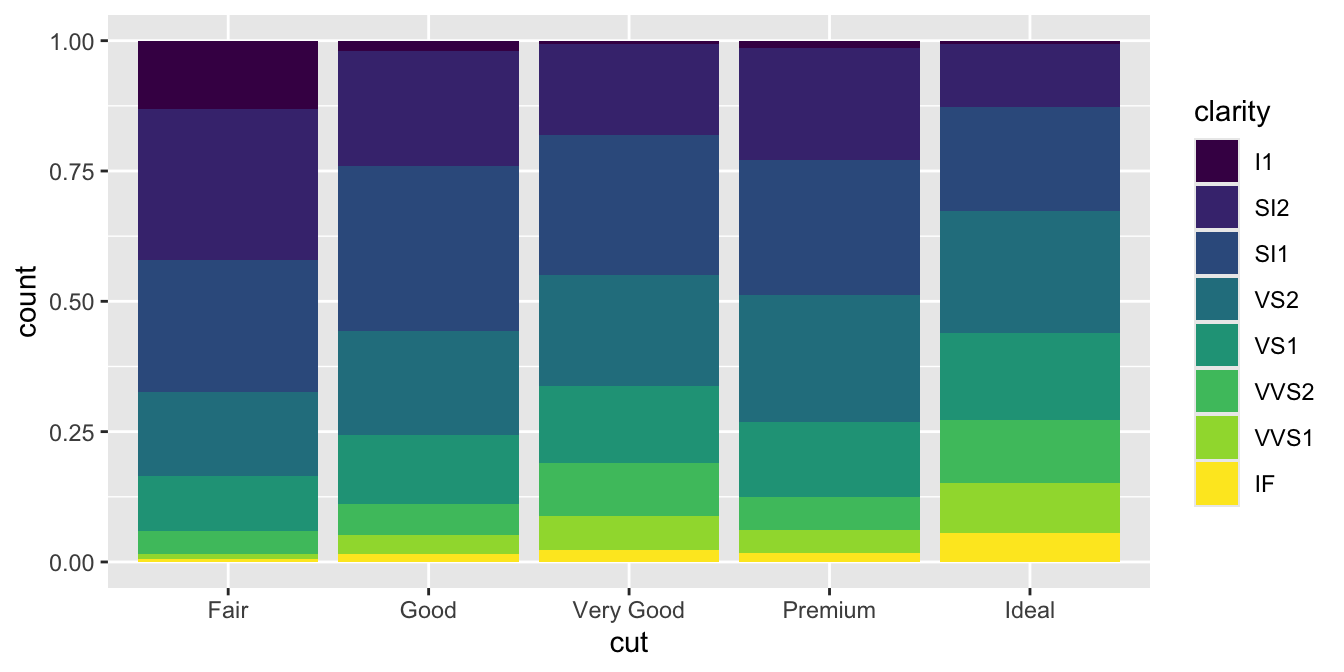 1.00
0.75
0.50
0.25
0.00
count
Fair Good Very Good Premium Ideal
cut
clarity
I1
SI2
SI1
VS2
VS1
VVS2
VVS1
IF